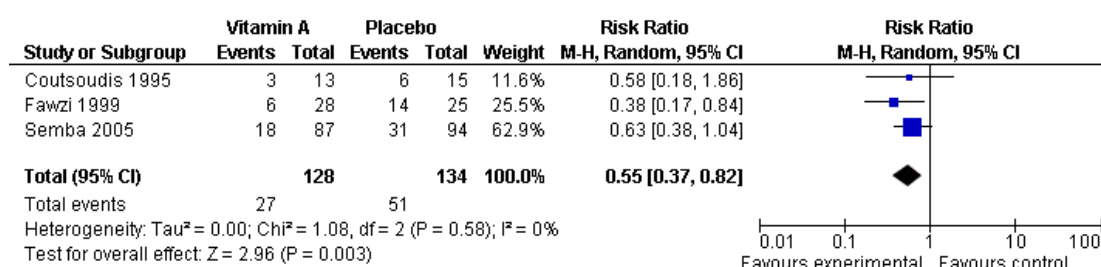 Vitamin A Placebo Risk Ratio Risk Ratio
Study or Subgroup Events Total Events Total Weight M-H, Random, 95% CI M-H, Random, 95% CI
Coutsoudis 1995 3 13 6 15 11.6% 0.58 [0.18, 1.86]
Fawzi 1999 6 28 14 25 25.5% 0.38 [0.17, 0.84]
Semba 2005 18 87 31 94 62.9% 0.63 [0.38, 1.04]
Total (95% CI) 128 134 100.0% 0.55 [0.37, 0.82]
Total events 27 51
Heterogeneity: Tau² = 0.00; Chi² = 1.08, df = 2 (P = 0.58); I² = 0%
Test for overall effect: Z = 2.96 (P = 0.003)
0.01 0.1 1 10 100
Favours experimental Favours control